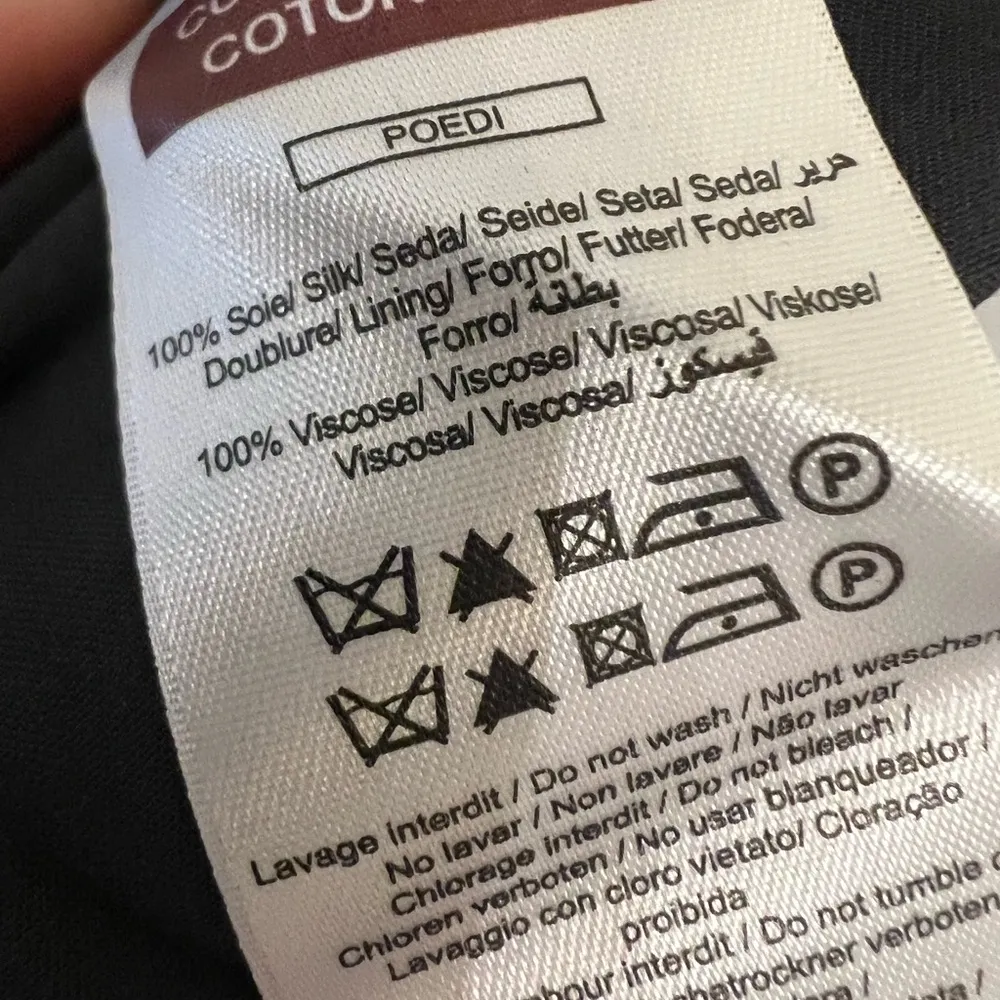 COTON
POEDI
100% Soie/ Silk/ Seda/ Seide/ Seta/ Seda/ حرير
Doublure/ Lining/ Forro/ Futter/ Fodera/
Forro/ بطانة
100% Viscose/ Viscose/ Viscosa/ Viskose/
Viscosa/ Viscosa/ فيسكوز
P
P
Lavage interdit / Do not wash / Nicht waschen
No lavar / Non lavare / Não lavar
Chlorage interdit / Do not bleach /
Chloren verboten / No usar blanqueador /
Lavaggio con cloro vietato/ Cloração
proibida
interdit / Do not tumble
verboten